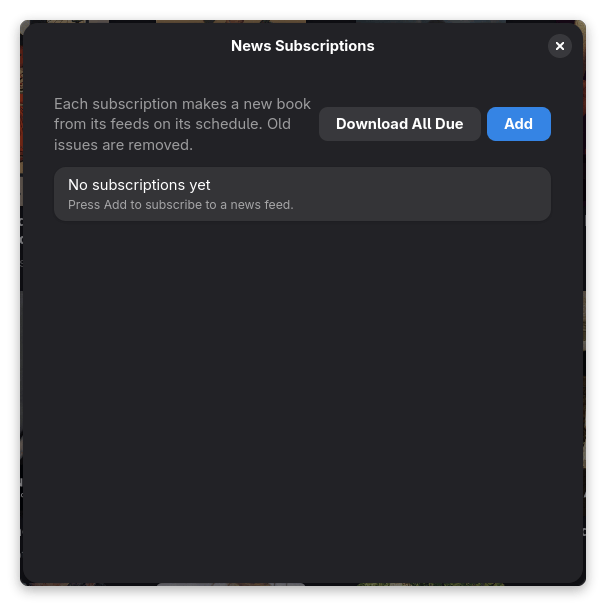 News Subscriptions
Each subscription makes a new book
from its feeds on its schedule. Old
issues are removed.
Download All Due
Add
No subscriptions yet
Press Add to subscribe to a news feed.